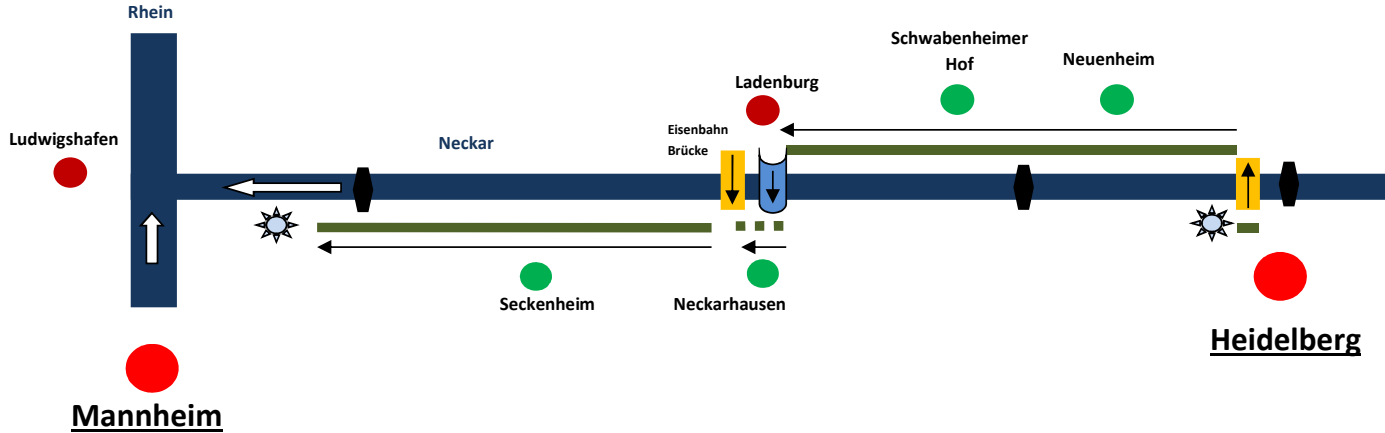 Rhein
Schwabenheimer
Hof
Neuenheim
Ladenburg
Eisenbahn
Brücke
Ludwigshafen
Neckar
Seckenheim
Neckarhausen
Heidelberg
Mannheim